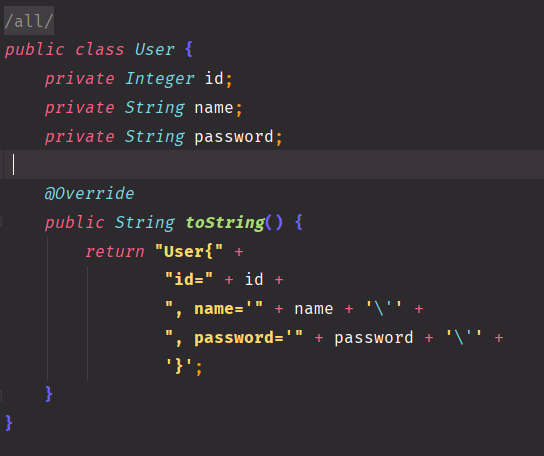 /all/
public class User {
    private Integer id;
    private String name;
    private String password;
    @Override
    public String toString() {
        return "User{" +
                "id=" + id +
                ", name='" + name + '\'' +
                ", password='" + password + '\'' +
                '}';
    }
}